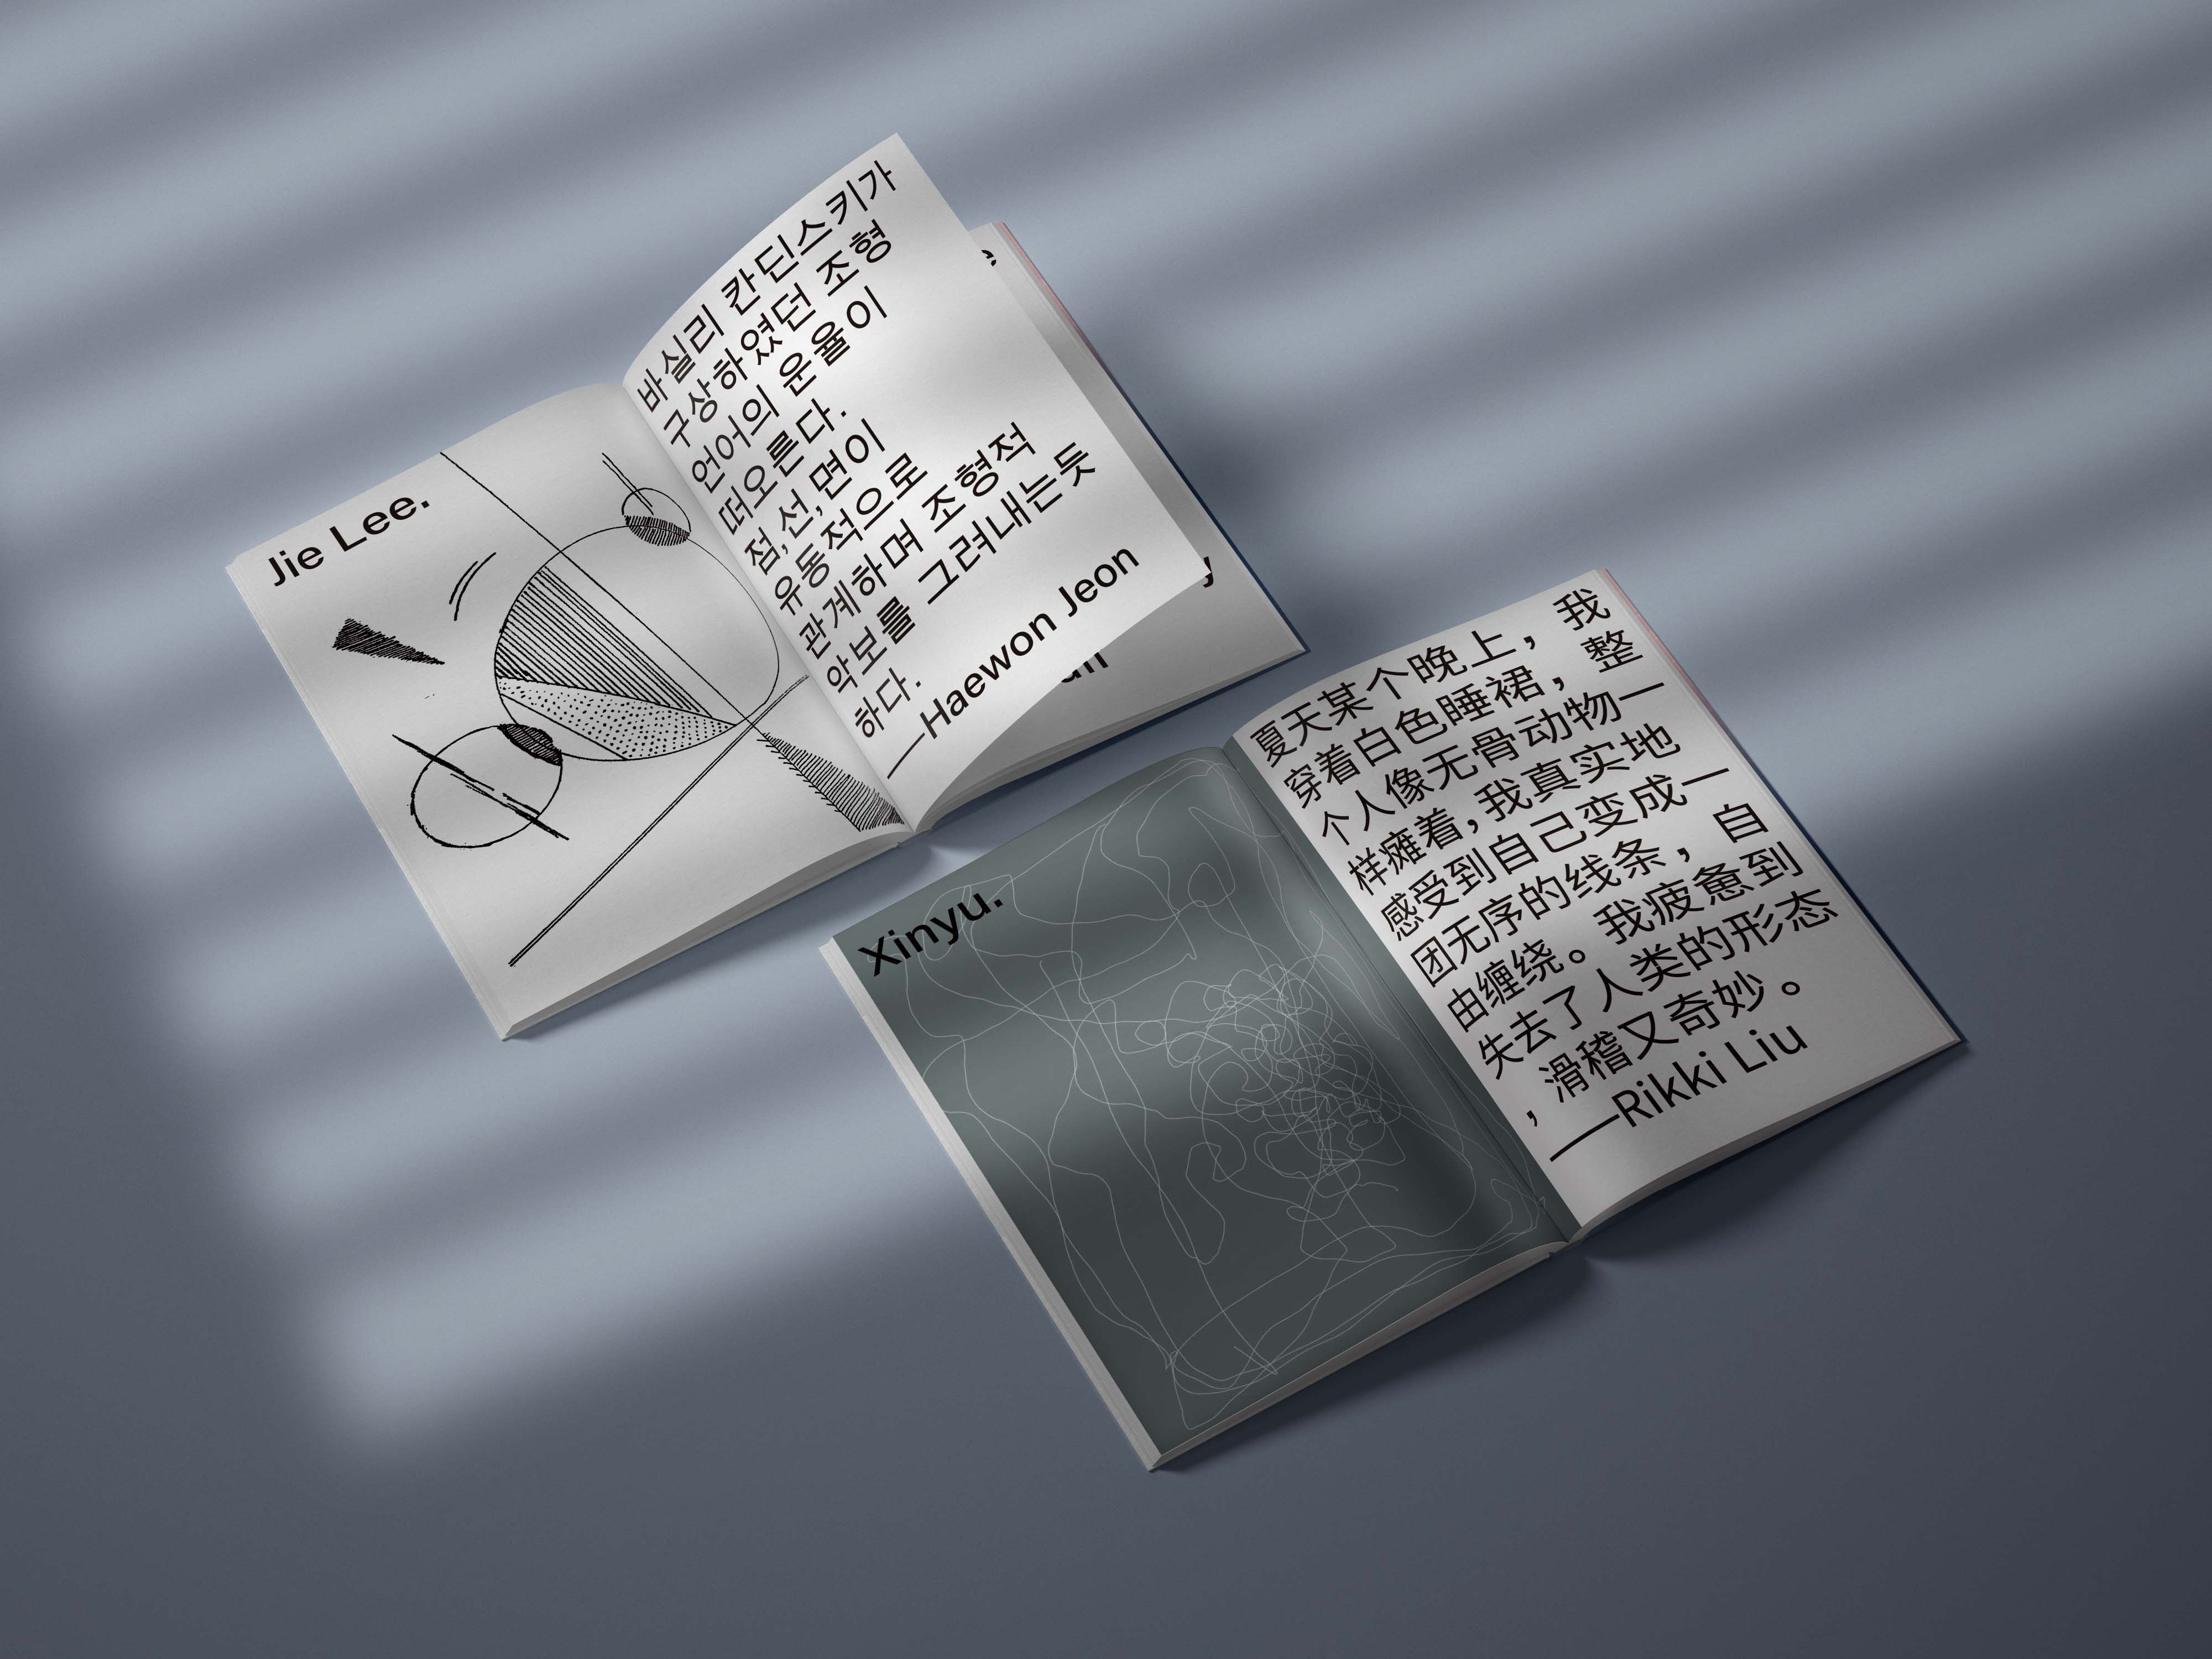 Jie Lee.
바실리 칸딘스키가
구상하였던 조형
언어의 운율이
떠오른다.
점,선,면이
유동적으로
관계하며 조형적
악보를 그려내는듯
하다.
—Haewon Jeon
Xinyu.
夏天某个晚上，我
穿着白色睡裙，整
个人像无骨动物一
样瘫着，我真实地
感受到自己变成一
团无序的线条，自
由缠绕。我疲惫到
失去了人类的形态
，滑稽又奇妙。
—Rikki Liu